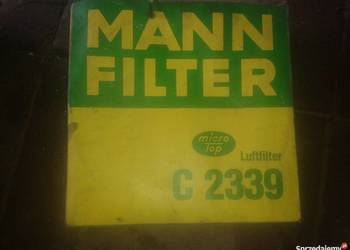 MANN
FILTER
micro
top
Luftfilter
C 2339
Sprzedajemy